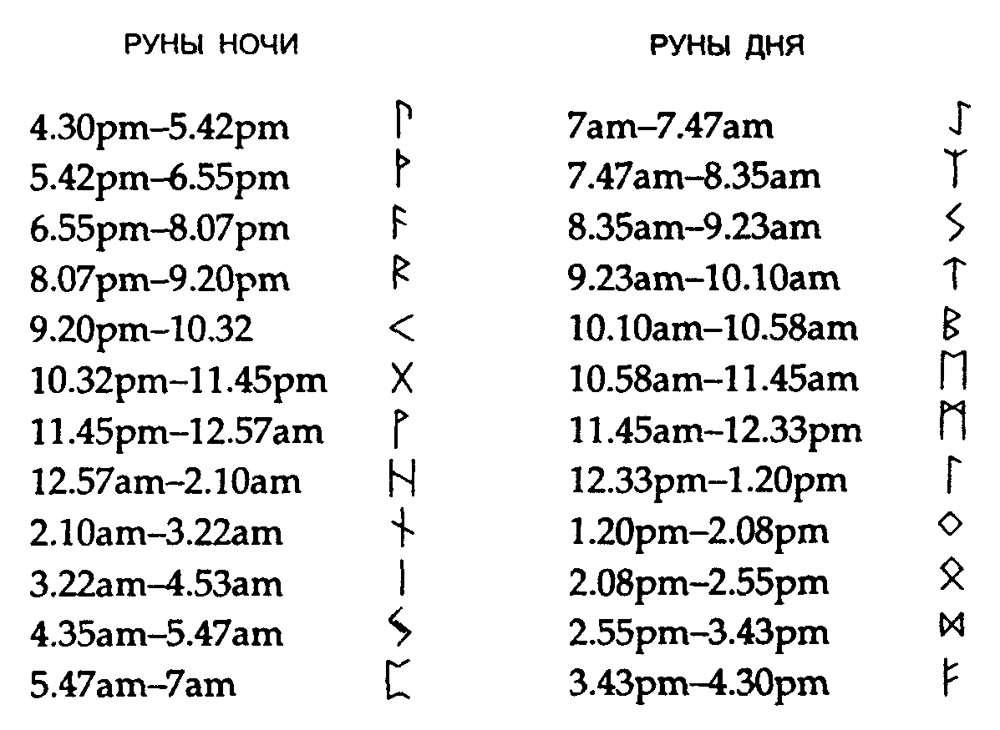 РУНЫ НОЧИ
4.30pm–5.42pm ᚢ
5.42pm–6.55pm ᚦ
6.55pm–8.07pm ᚨ
8.07pm–9.20pm ᚱ
9.20pm–10.32 ᚲ
10.32pm–11.45pm ᚷ
11.45pm–12.57am ᚹ
12.57am–2.10am ᚺ
2.10am–3.22am ᚾ
3.22am–4.53am ᛁ
4.35am–5.47am ᛃ
5.47am–7am ᛈ
РУНЫ ДНЯ
7am–7.47am ᛇ
7.47am–8.35am ᛉ
8.35am–9.23am ᛊ
9.23am–10.10am ᛏ
10.10am–10.58am ᛒ
10.58am–11.45am ᛖ
11.45am–12.33pm ᛗ
12.33pm–1.20pm ᛚ
1.20pm–2.08pm ᛜ
2.08pm–2.55pm ᛟ
2.55pm–3.43pm ᛞ
3.43pm–4.30pm ᚠ